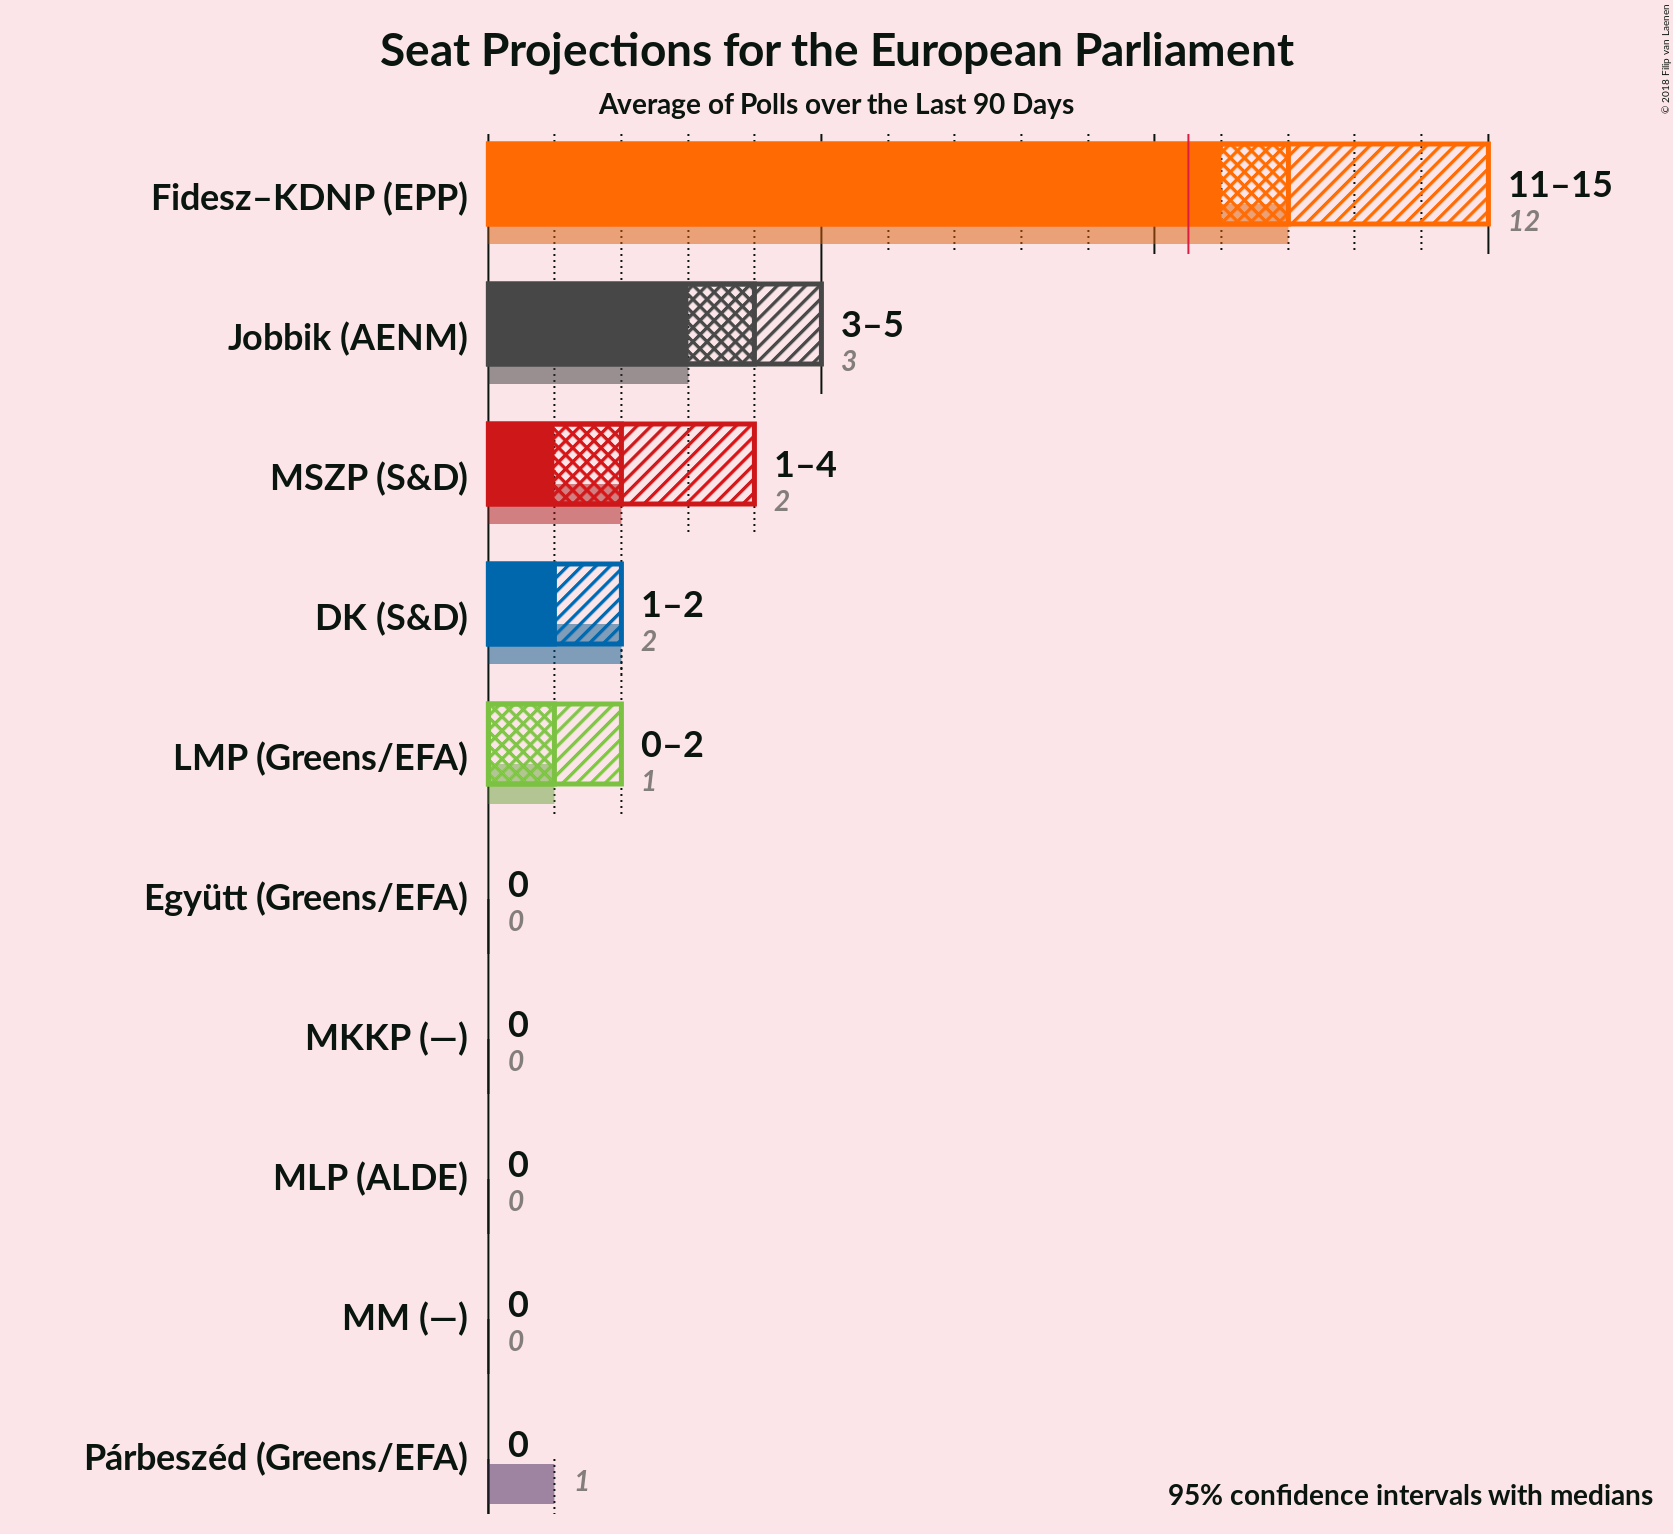 Seat Projections for the European Parliament
Average of Polls over the Last 90 Days
© 2018 Filip van Laenen
Fidesz–KDNP (EPP)
11–15
12
Jobbik (AENM)
3–5
3
MSZP (S&D)
1–4
2
DK (S&D)
1–2
2
LMP (Greens/EFA)
0–2
1
Együtt (Greens/EFA)
0
0
MKKP (—)
0
0
MLP (ALDE)
0
0
MM (—)
0
0
Párbeszéd (Greens/EFA)
0
1
95% confidence intervals with medians